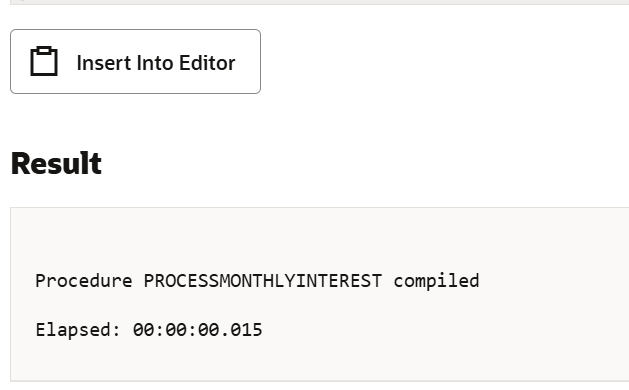 Insert Into Editor
Result
Procedure PROCESSMONTHLYINTEREST compiled
Elapsed: 00:00:00.015